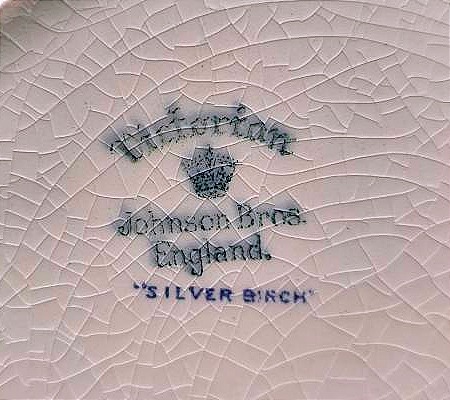 Victorian
Johnson Bros.
England.
"SILVER BIRCH"